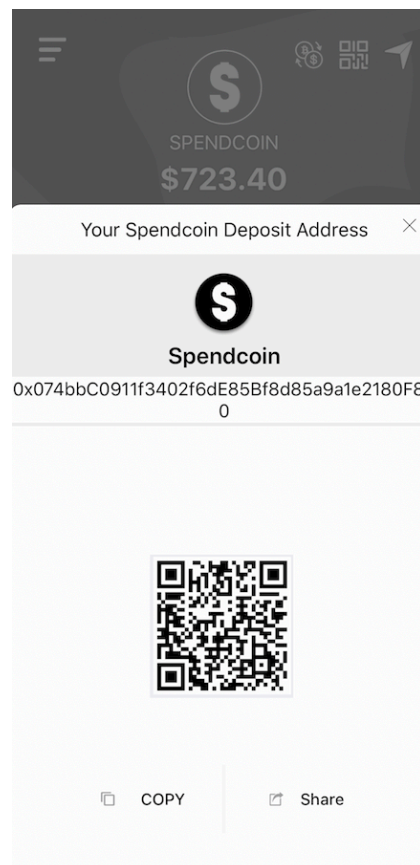 SPENDCOIN
$723.40
Your Spendcoin Deposit Address
Spendcoin
0x074bbC0911f3402f6dE85Bf8d85a9a1e2180F8
0
COPY
Share